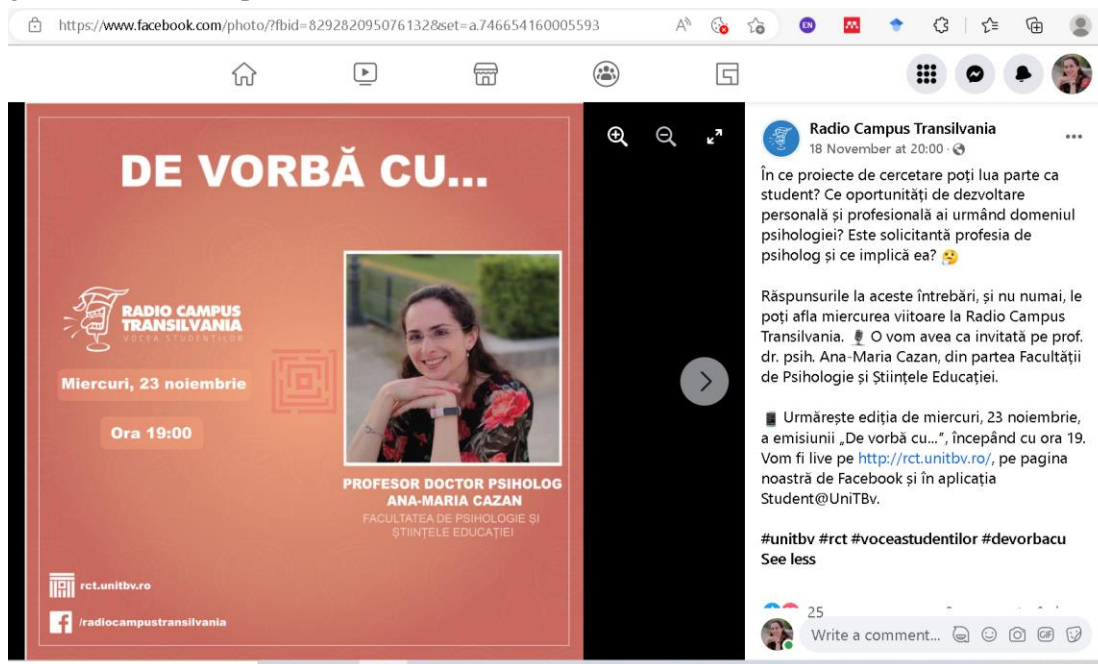 https://www.facebook.com/photo/?fbid=829282095076132&set=a.746654160005593
EN
DE VORBĂ CU...
RADIO CAMPUS
TRANSILVANIA
VOCEA STUDENTILOR
Miercuri, 23 noiembrie
Ora 19:00
PROFESOR DOCTOR PSIHOLOG
ANA-MARIA CAZAN
FACULTATEA DE PSIHOLOGIE ȘI
ȘTIINȚELE EDUCAȚIEI
rct.unitbv.ro
/radiocampustransilvania
Radio Campus Transilvania
18 November at 20:00 ·
În ce proiecte de cercetare poți lua parte ca
student? Ce oportunități de dezvoltare
personală și profesională ai urmând domeniul
psihologiei? Este solicitantă profesia de
psiholog și ce implică ea? 🤔
Răspunsurile la aceste întrebări, și nu numai, le
poți afla miercurea viitoare la Radio Campus
Transilvania. 🎙 O vom avea ca invitată pe prof.
dr. psih. Ana-Maria Cazan, din partea Facultății
de Psihologie și Științele Educației.
📱 Urmărește ediția de miercuri, 23 noiembrie,
a emisiunii „De vorbă cu...”, începând cu ora 19.
Vom fi live pe http://rct.unitbv.ro/, pe pagina
noastră de Facebook și în aplicația
Student@UniTBv.
#unitbv #rct #voceastudentilor #devorbacu
See less
25
Write a comment...
GIF